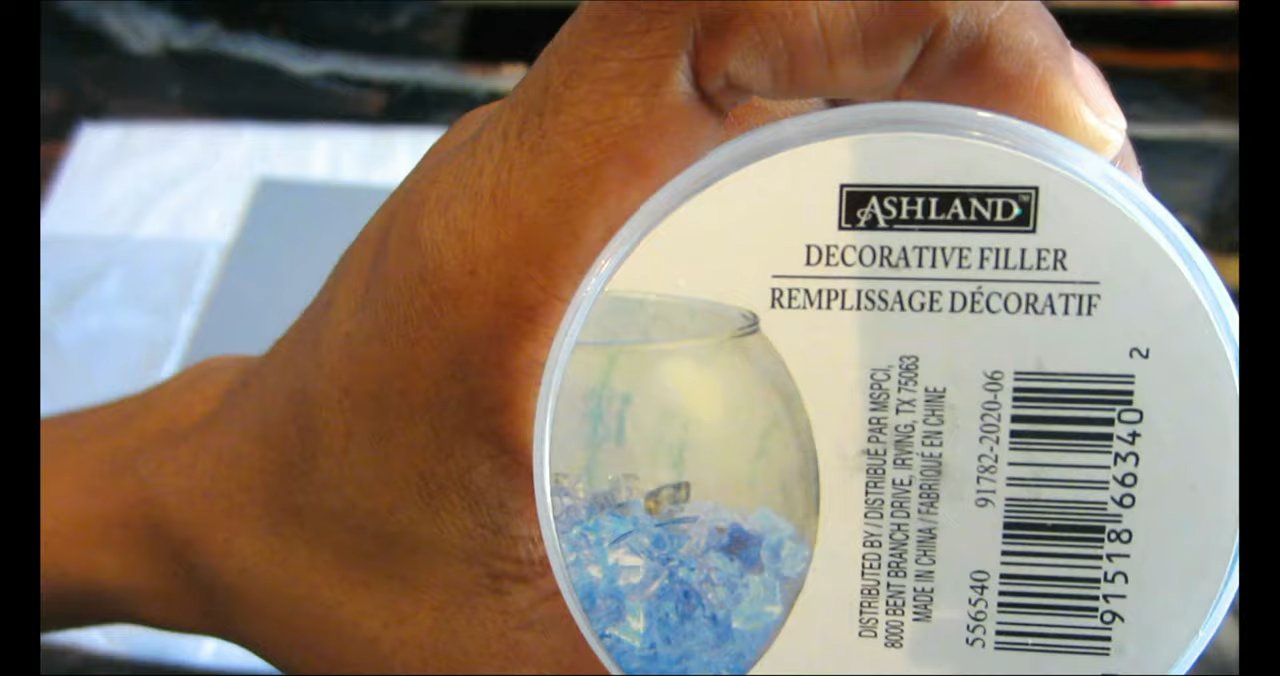 ASHLAND™
DECORATIVE FILLER
REMPLISSAGE DÉCORATIF
DISTRIBUTED BY / DISTRIBUÉ PAR MSPCI,
8000 BENT BRANCH DRIVE, IRVING, TX 75063
MADE IN CHINA / FABRIQUÉ EN CHINE
556540 91782-2020-06
91518 66340 2